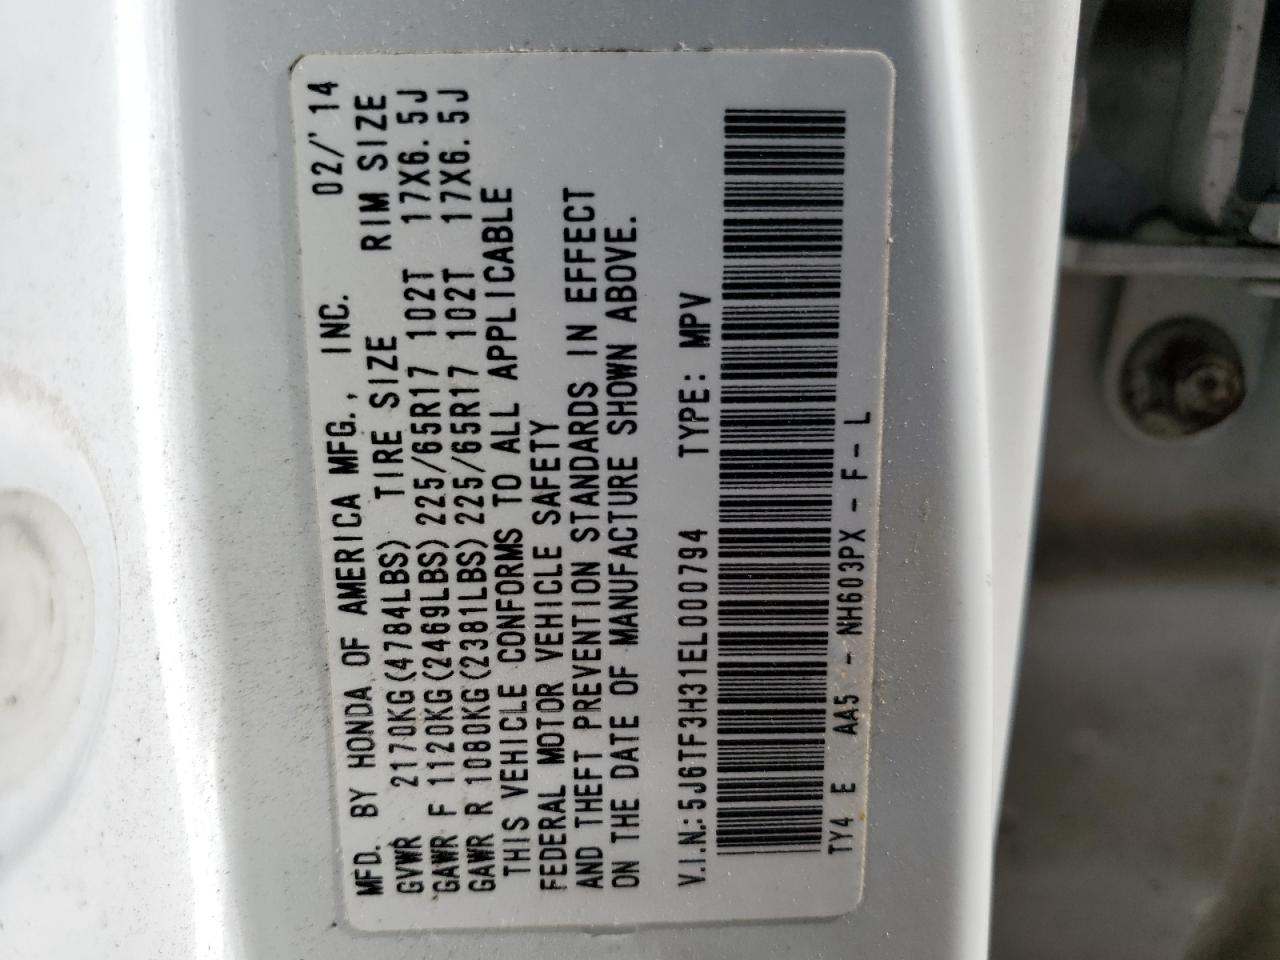 MFD. BY HONDA OF AMERICA MFG., INC. 02/'14
GVWR 2170KG(4784LBS) TIRE SIZE RIM SIZE
GAWR F 1120KG(2469LBS) 225/65R17 102T 17X6.5J
GAWR R 1080KG(2381LBS) 225/65R17 102T 17X6.5J
THIS VEHICLE CONFORMS TO ALL APPLICABLE
FEDERAL MOTOR VEHICLE SAFETY
AND THEFT PREVENTION STANDARDS IN EFFECT
ON THE DATE OF MANUFACTURE SHOWN ABOVE.
V.I.N.: 5J6TF3H31EL000794 TYPE: MPV
TY4 E AA5 - NH603PX - F - L